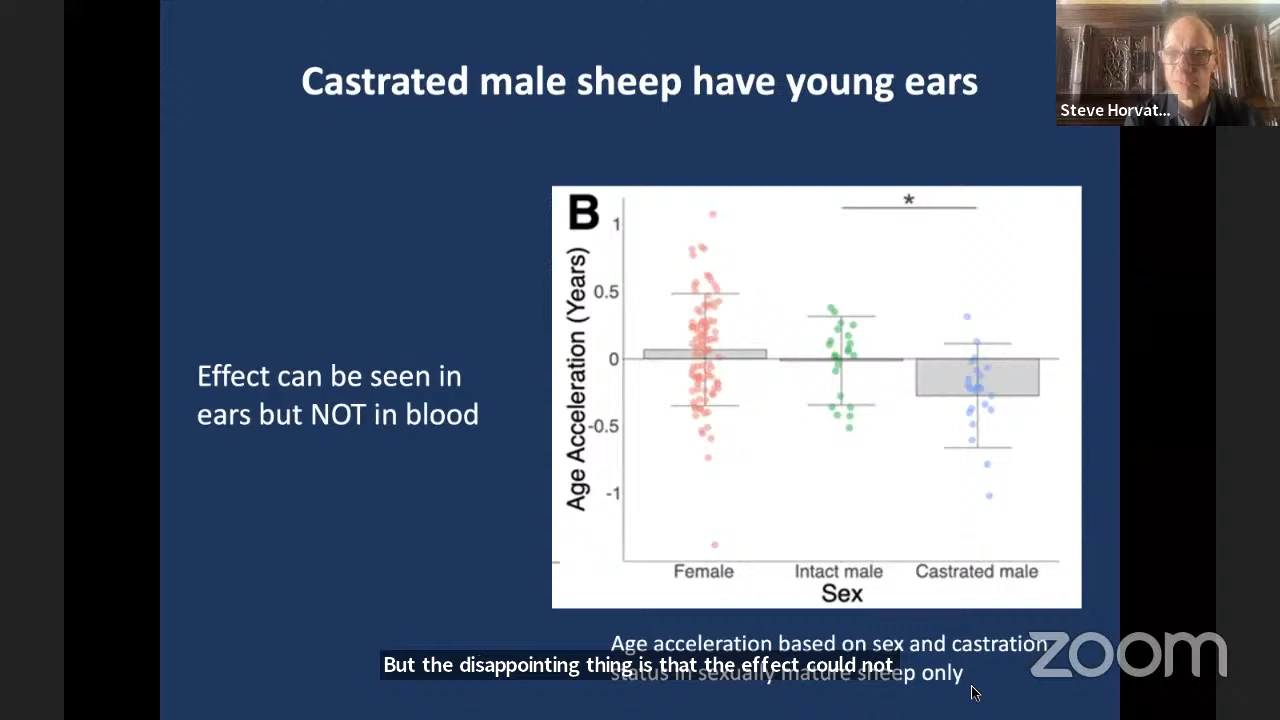 Castrated male sheep have young ears
Steve Horvat...
B
*
1
0.5
0
-0.5
-1
Age Acceleration (Years)
Female
Intact male
Castrated male
Sex
Effect can be seen in
ears but NOT in blood
Age acceleration based on sex and castration
status in sexually mature sheep only
But the disappointing thing is that the effect could not
zoom